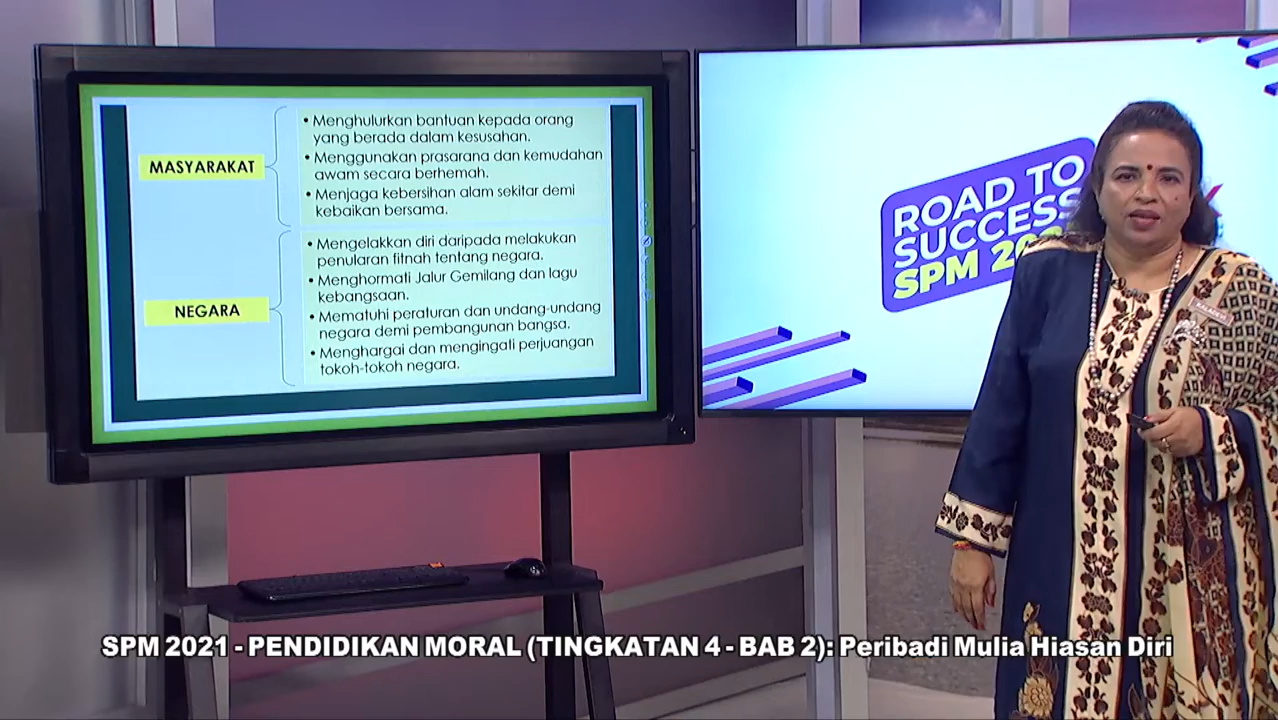 MASYARAKAT
• Menghulurkan bantuan kepada orang
yang berada dalam kesusahan.
• Menggunakan prasarana dan kemudahan
awam secara berhemah.
• Menjaga kebersihan alam sekitar demi
kebaikan bersama.
NEGARA
• Mengelakkan diri daripada melakukan
penularan fitnah tentang negara.
• Menghormati Jalur Gemilang dan lagu
kebangsaan.
• Mematuhi peraturan dan undang-undang
negara demi pembangunan bangsa.
• Menghargai dan mengingati perjuangan
tokoh-tokoh negara.
ROAD TO
SUCCESS
SPM
SPM 2021 - PENDIDIKAN MORAL (TINGKATAN 4 - BAB 2): Peribadi Mulia Hiasan Diri